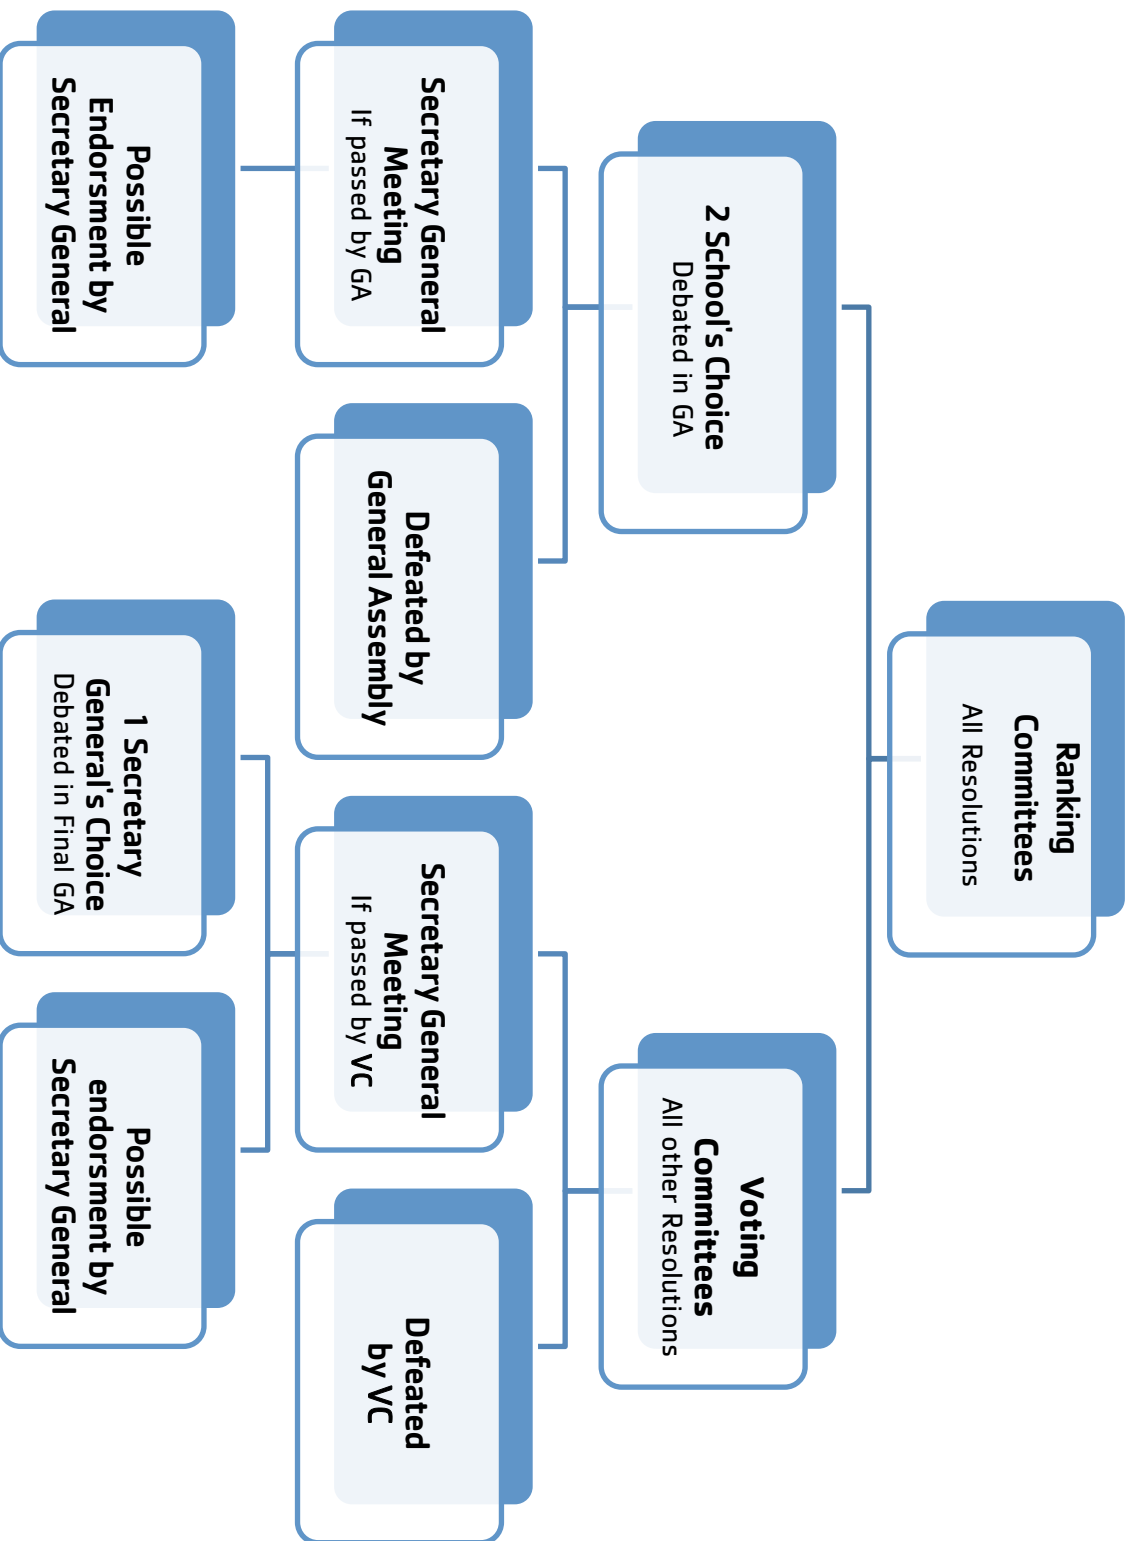 Ranking
Committees
All Resolutions
2 School's Choice
Debated in GA
Voting
Committees
All other Resolutions
Secretary General
Meeting
If passed by GA
Defeated by
General Assembly
Secretary General
Meeting
If passed by VC
Defeated
by VC
Possible
Endorsment by
Secretary General
1 Secretary
General's Choice
Debated in Final GA
Possible
endorsment by
Secretary General